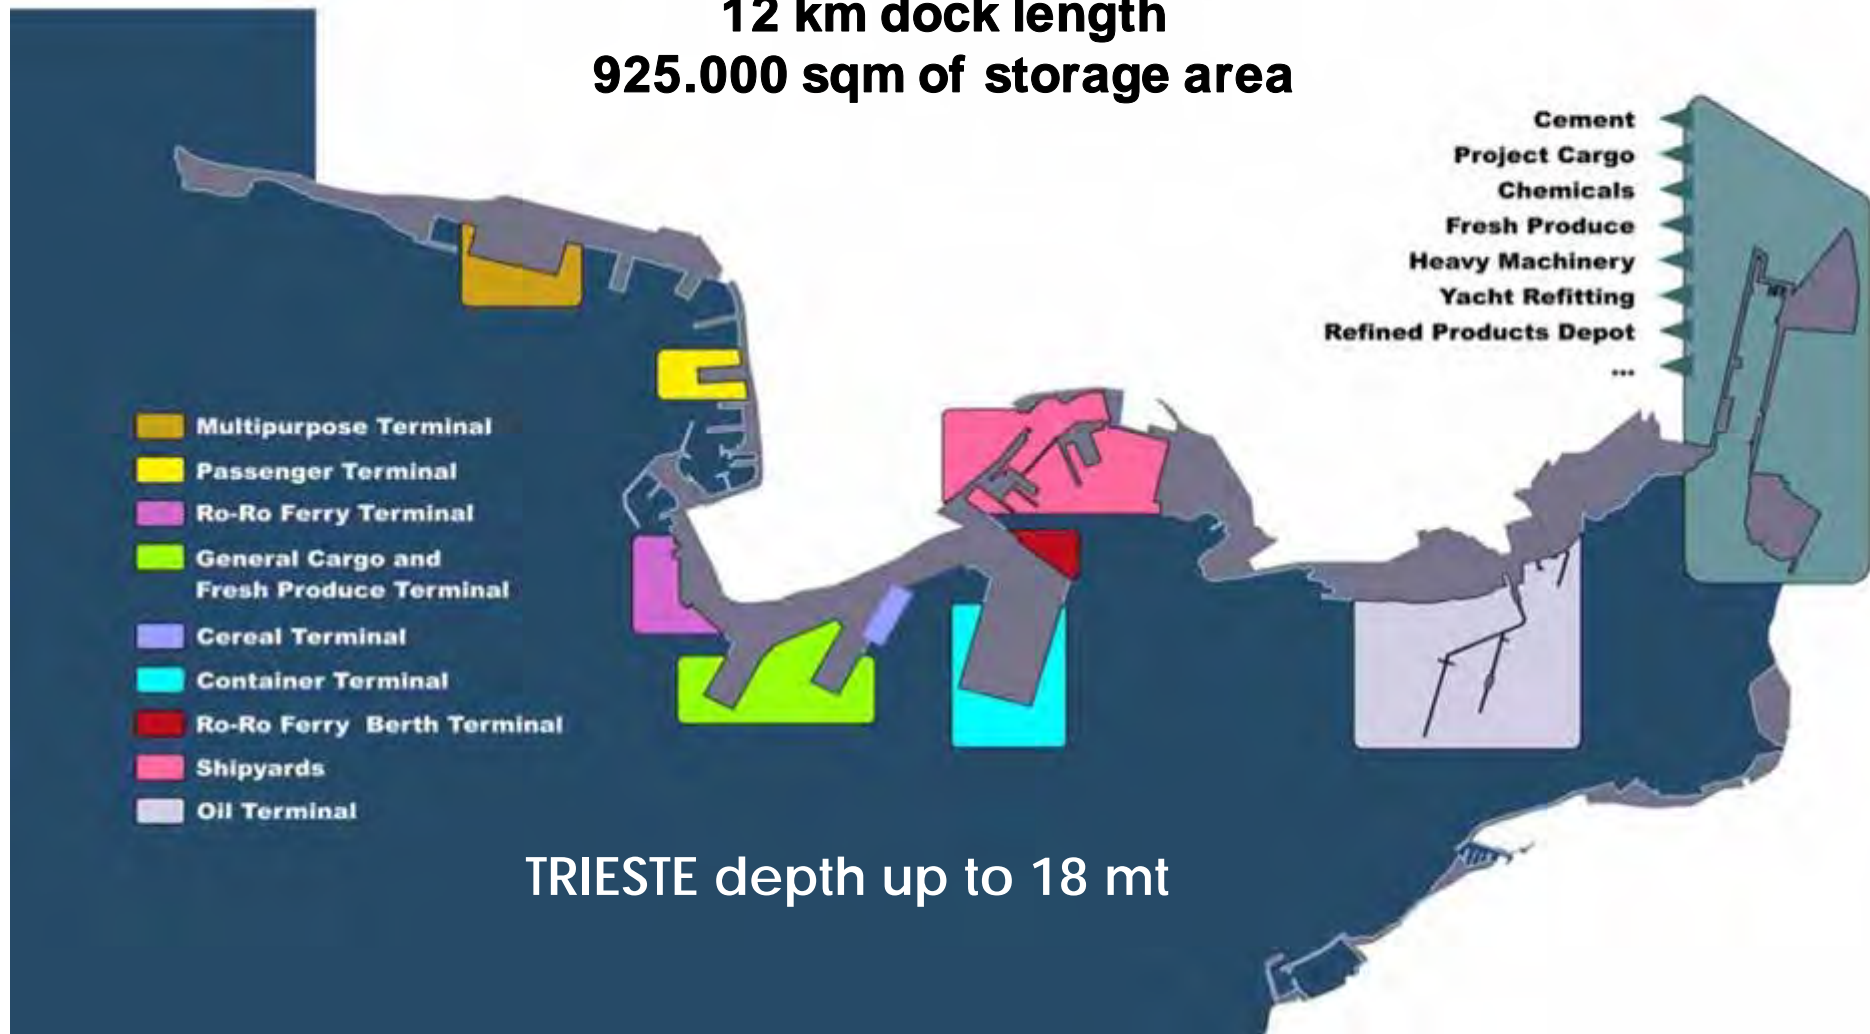 12 km dock length
925.000 sqm of storage area
Cement
Project Cargo
Chemicals
Fresh Produce
Heavy Machinery
Yacht Refitting
Refined Products Depot
...
Multipurpose Terminal
Passenger Terminal
Ro-Ro Ferry Terminal
General Cargo and
Fresh Produce Terminal
Cereal Terminal
Container Terminal
Ro-Ro Ferry Berth Terminal
Shipyards
Oil Terminal
TRIESTE depth up to 18 mt